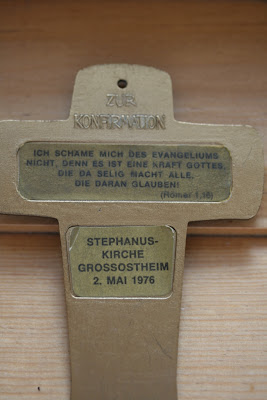 ZUR
KONFIRMATION
ICH SCHÄME MICH DES EVANGELIUMS
NICHT, DENN ES IST EINE KRAFT GOTTES,
DIE DA SELIG MACHT ALLE,
DIE DARAN GLAUBEN!
(Römer 1,16)
STEPHANUS-
KIRCHE
GROSSOSTHEIM
2. MAI 1976